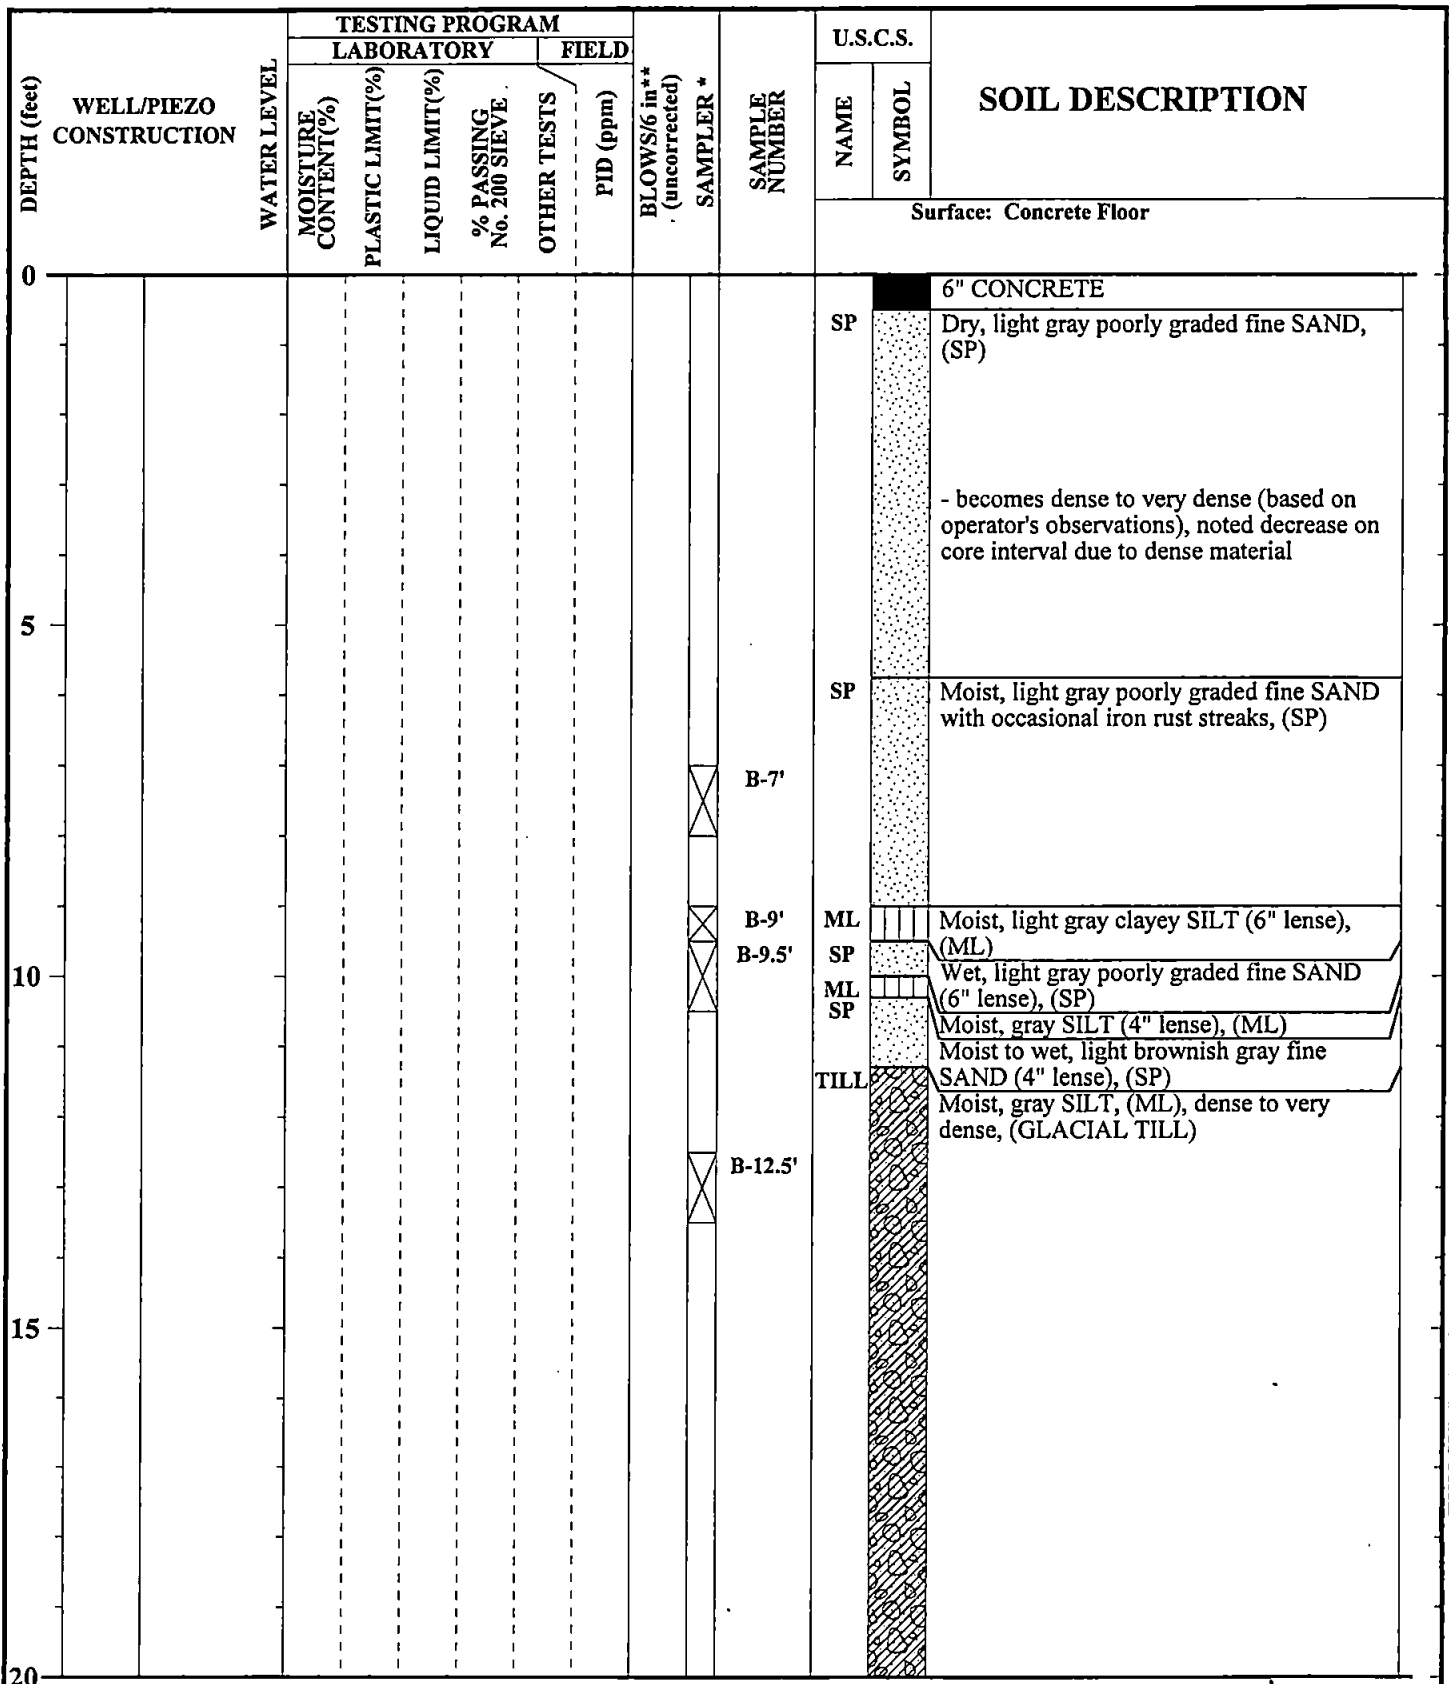 TESTING PROGRAM
LABORATORY
FIELD
U.S.C.S.
DEPTH (feet)
WELL/PIEZO
CONSTRUCTION
WATER LEVEL
MOISTURE
CONTENT(%)
PLASTIC LIMIT(%)
LIQUID LIMIT(%)
% PASSING
No. 200 SIEVE
OTHER TESTS
PID (ppm)
BLOWS/6 in**
(uncorrected)
SAMPLER *
SAMPLE
NUMBER
NAME
SYMBOL
SOIL DESCRIPTION
Surface: Concrete Floor
0
6" CONCRETE
SP
Dry, light gray poorly graded fine SAND,
(SP)
- becomes dense to very dense (based on
operator's observations), noted decrease on
core interval due to dense material
5
SP
Moist, light gray poorly graded fine SAND
with occasional iron rust streaks, (SP)
B-7'
B-9'
ML
Moist, light gray clayey SILT (6" lense),
(ML)
B-9.5'
SP
10
Wet, light gray poorly graded fine SAND
(6" lense), (SP)
ML
Moist, gray SILT (4" lense), (ML)
SP
Moist to wet, light brownish gray fine
SAND (4" lense), (SP)
TILL
Moist, gray SILT, (ML), dense to very
dense, (GLACIAL TILL)
B-12.5'
15
20